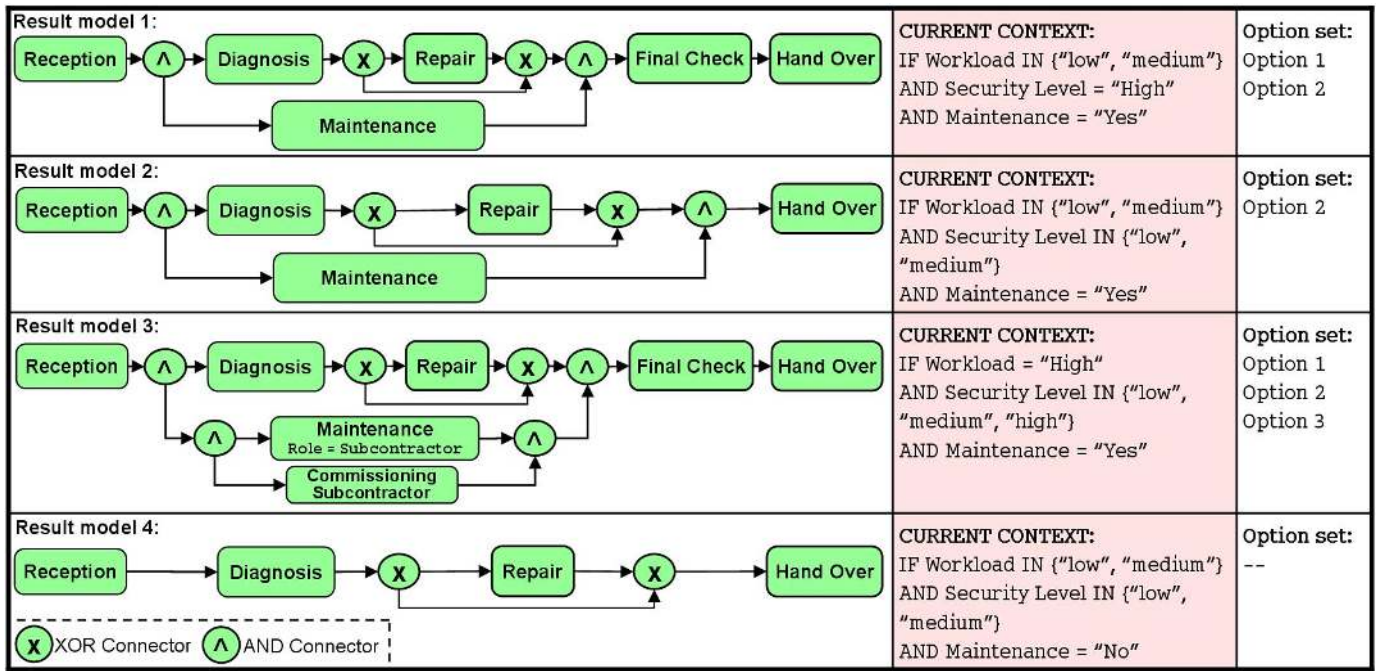 Result model 1:
Reception
ʌ
Diagnosis
X
Repair
X
ʌ
Final Check
Hand Over
Maintenance
CURRENT CONTEXT:
IF Workload IN {“low”, “medium”}
AND Security Level = “High”
AND Maintenance = “Yes”
Option set:
Option 1
Option 2
Result model 2:
Reception
ʌ
Diagnosis
X
Repair
X
ʌ
Hand Over
Maintenance
CURRENT CONTEXT:
IF Workload IN {“low”, “medium”}
AND Security Level IN {“low”,
“medium”}
AND Maintenance = “Yes”
Option set:
Option 2
Result model 3:
Reception
ʌ
Diagnosis
X
Repair
X
ʌ
Final Check
Hand Over
ʌ
Maintenance
Role = Subcontractor
ʌ
Commissioning
Subcontractor
CURRENT CONTEXT:
IF Workload = “High”
AND Security Level IN {“low”,
“medium”, ”high”}
AND Maintenance = “Yes”
Option set:
Option 1
Option 2
Option 3
Result model 4:
Reception
Diagnosis
X
Repair
X
Hand Over
X XOR Connector ʌ AND Connector
CURRENT CONTEXT:
IF Workload IN {“low”, “medium”}
AND Security Level IN {“low”,
“medium”}
AND Maintenance = “No”
Option set:
--